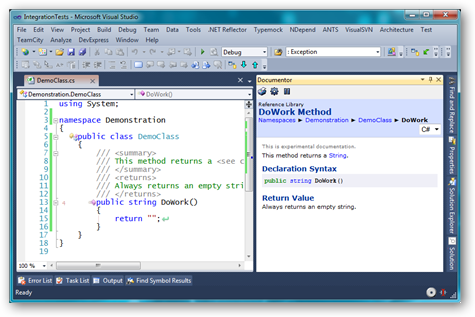 IntegrationTests - Microsoft Visual Studio
File Edit View Project Build Debug Team Data Tools .NET Reflector Typemock NDepend ANTS VisualSVN Architecture Test
TeamCity Analyze DevExpress Window Help
Debug : Exception
DemoClass.cs
Demonstration.DemoClass DoWork()
1 using System;
2
3 namespace Demonstration
4 {
5 public class DemoClass
6 {
7 /// <summary>
8 /// This method returns a <see c
9 /// </summary>
10 /// <returns>
11 /// Always returns an empty stri
12 /// </returns>
13 public string DoWork()
14 {
15 return "";
16 }
17 }
18 }
19
100 %
Documentor
Reference Library
DoWork Method
Namespaces ► Demonstration ► DemoClass ► DoWork
C#
This is experimental documentation.
This method returns a String.
Declaration Syntax
public string DoWork()
Return Value
Always returns an empty string.
Find and Replace
Properties
Solution Explorer
Solution
Error List Task List Output Find Symbol Results
Ready